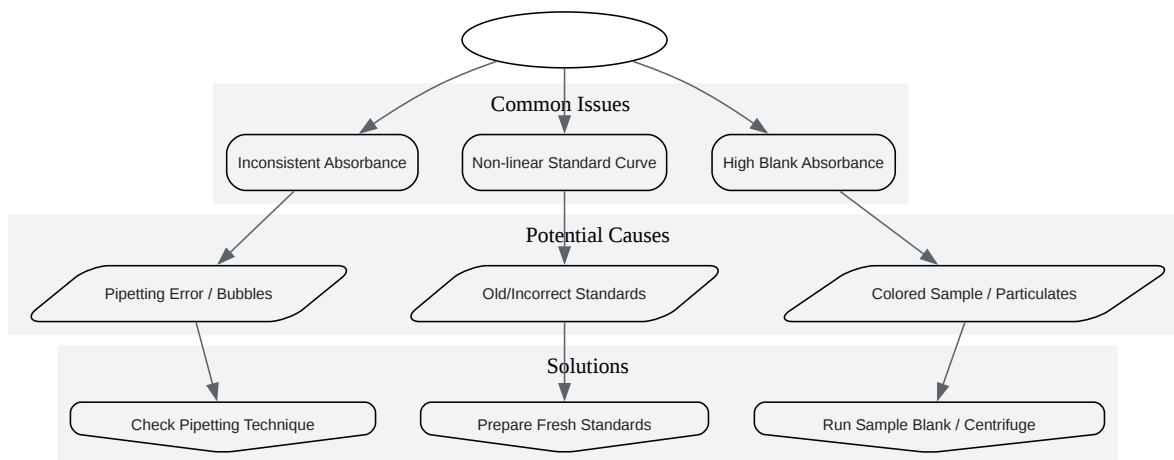 Common Issues
Inconsistent Absorbance
Non-linear Standard Curve
High Blank Absorbance
Potential Causes
Pipetting Error / Bubbles
Old/Incorrect Standards
Colored Sample / Particulates
Solutions
Check Pipetting Technique
Prepare Fresh Standards
Run Sample Blank / Centrifuge